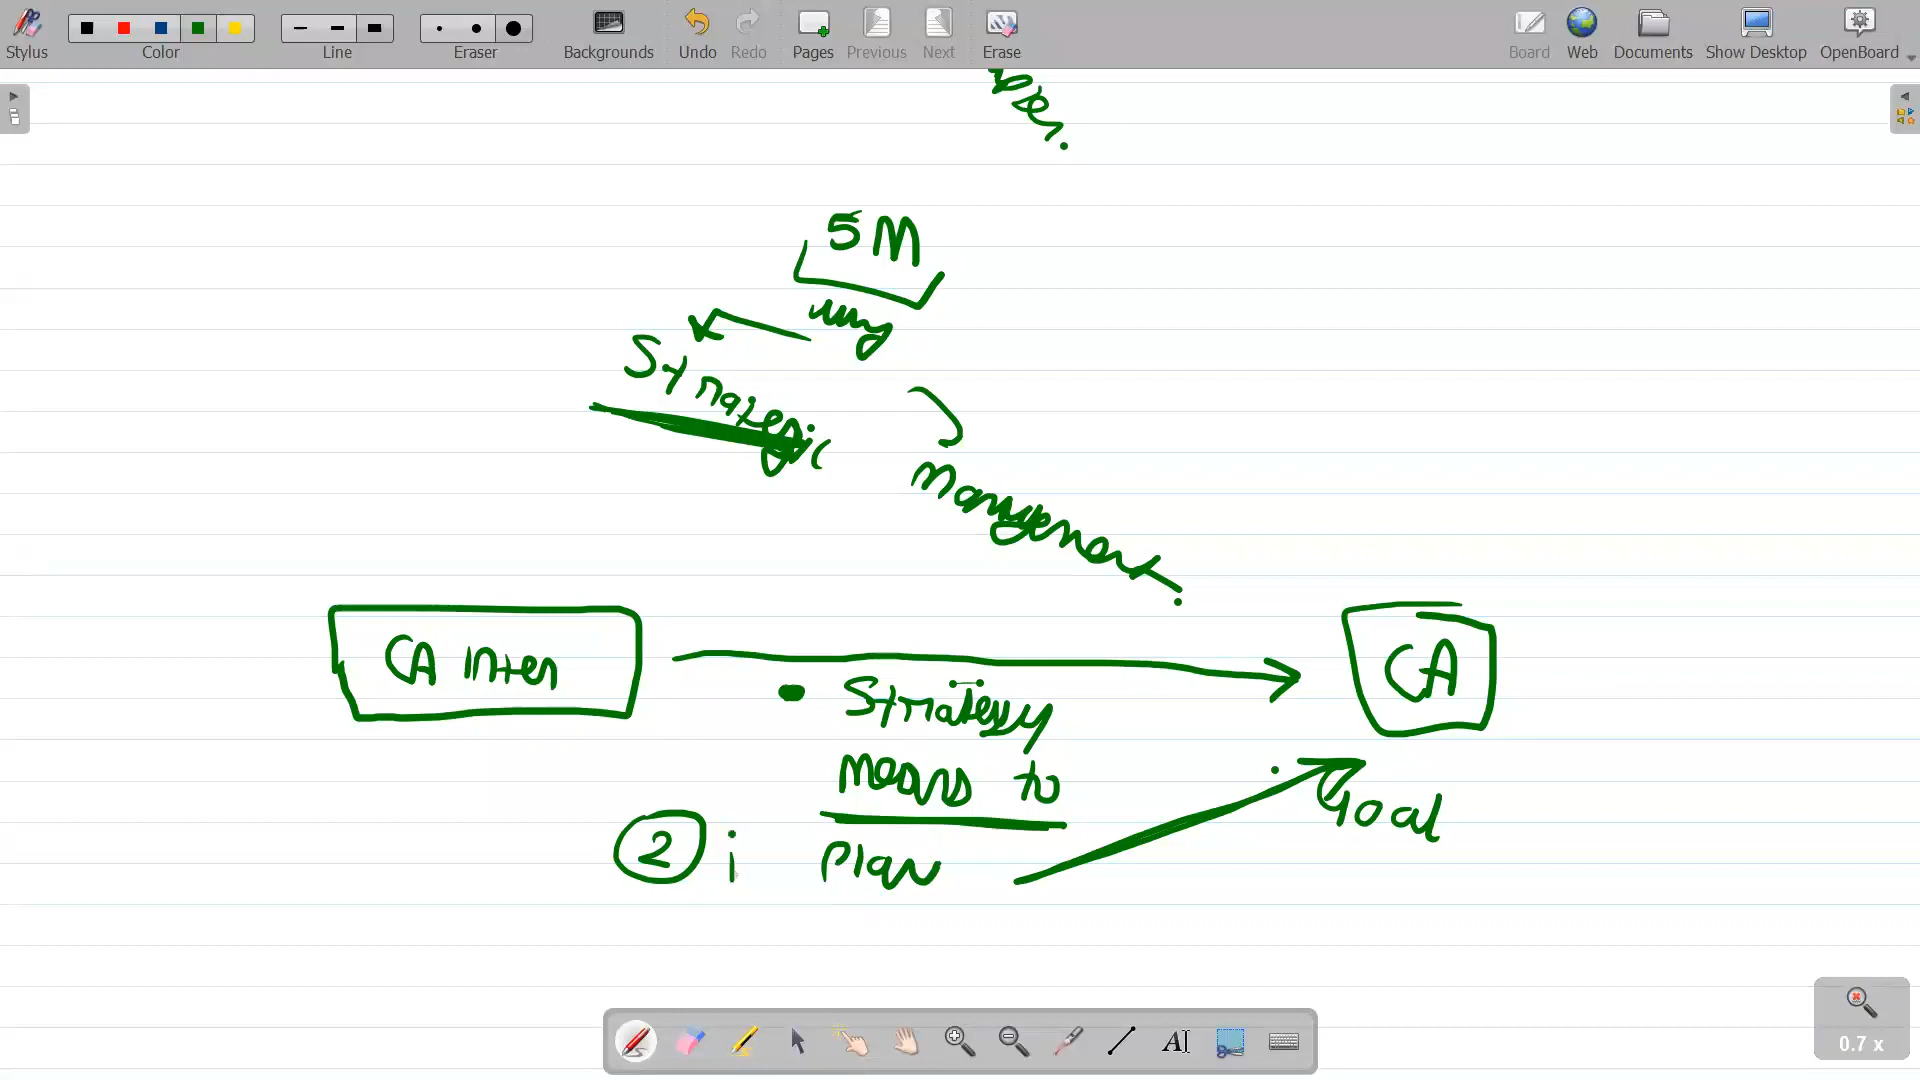 Stylus
Color
Line
Eraser
Backgrounds
Undo
Redo
Pages
Previous
Next
Erase
Board
Web
Documents
Show Desktop
OpenBoard
5M
Strategic
Management.
CA Inter
CA
Strategy
means to
Goal
2 i
Plan
0.7 x